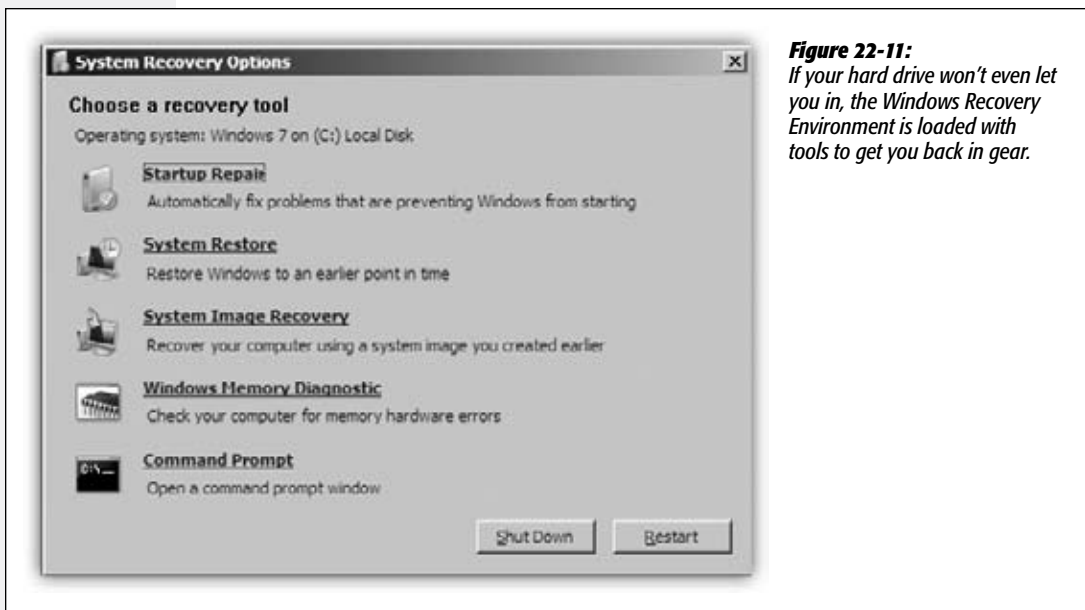 System Recovery Options
Choose a recovery tool
Operating system: Windows 7 on (C:) Local Disk
Startup Repair
Automatically fix problems that are preventing Windows from starting
System Restore
Restore Windows to an earlier point in time
System Image Recovery
Recover your computer using a system image you created earlier
Windows Memory Diagnostic
Check your computer for memory hardware errors
Command Prompt
Open a command prompt window
Shut Down
Restart
Figure 22-11:
If your hard drive won't even let
you in, the Windows Recovery
Environment is loaded with
tools to get you back in gear.